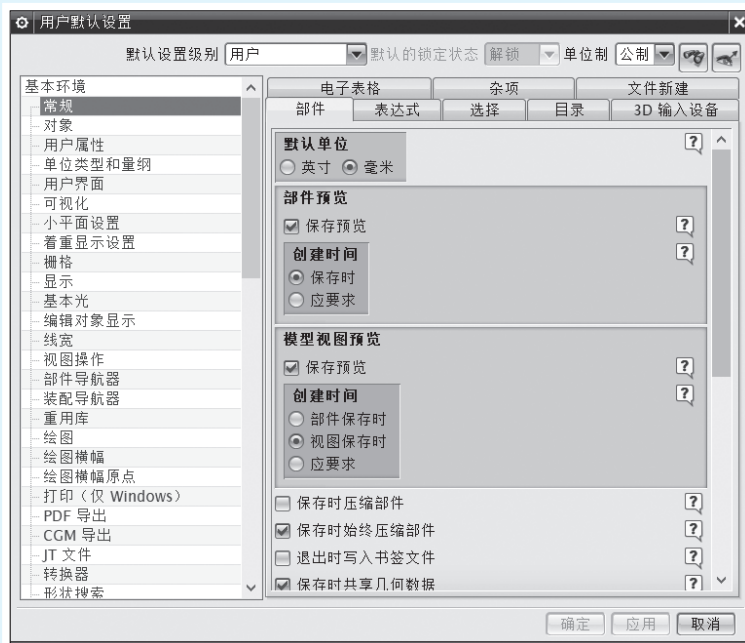 用户默认设置
默认设置级别 用户 默认的锁定状态 解锁 单位制 公制
基本环境
常规
对象
用户属性
单位类型和量纲
用户界面
可视化
小平面设置
着重显示设置
栅格
显示
基本光
编辑对象显示
线宽
视图操作
部件导航器
装配导航器
重用库
绘图
绘图横幅
绘图横幅原点
打印（仅 Windows）
PDF 导出
CGM 导出
JT 文件
转换器
形状搜索
电子表格 杂项 文件新建
部件 表达式 选择 目录 3D 输入设备
默认单位 ?
英寸 毫米
部件预览
保存预览 ?
创建时间 ?
保存时
应要求
模型视图预览
保存预览 ?
创建时间 ?
部件保存时
视图保存时
应要求
保存时压缩部件 ?
保存时始终压缩部件 ?
退出时写入书签文件 ?
保存时共享几何数据 ?
确定 应用 取消